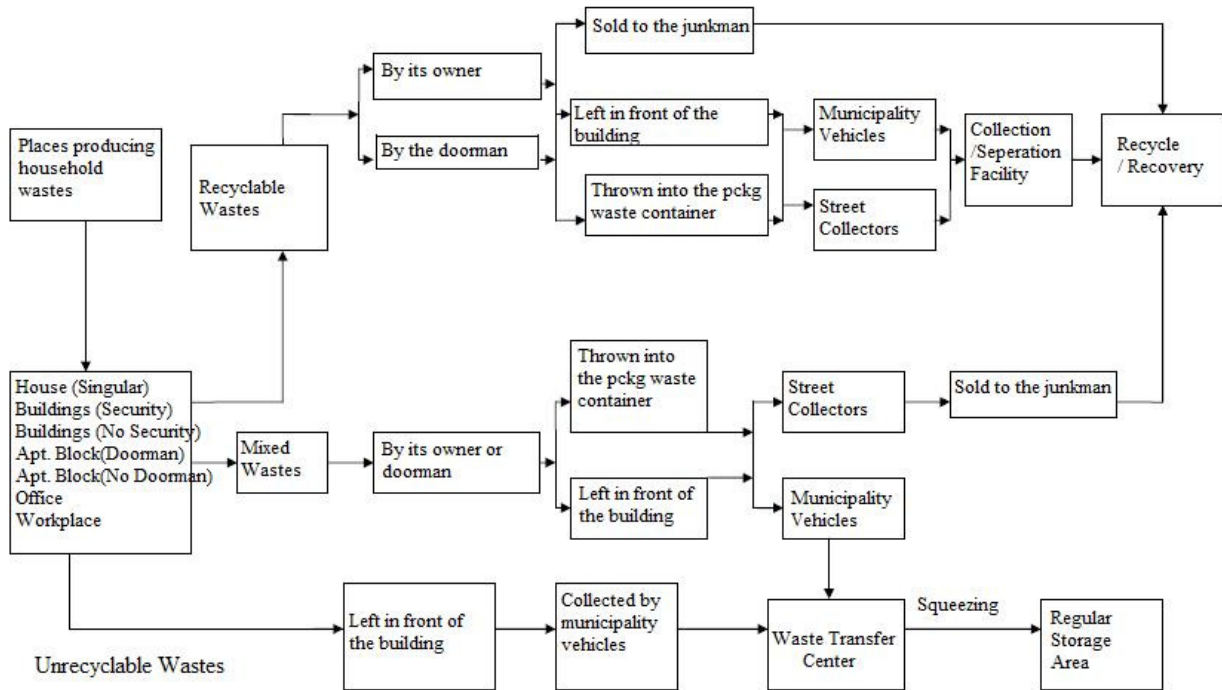 Sold to the junkman
By its owner
Left in front of the
building
Municipality
Vehicles
Collection
/Seperation
Facility
Recycle
/ Recovery
Places producing
household
wastes
By the doorman
Recyclable
Wastes
Thrown into the pckg
waste container
Street
Collectors
House (Singular)
Buildings (Security)
Buildings (No Security)
Apt. Block(Doorman)
Apt. Block(No Doorman)
Office
Workplace
Mixed
Wastes
By its owner or
doorman
Thrown into
the pckg waste
container
Left in front of
the building
Street
Collectors
Sold to the junkman
Municipality
Vehicles
Unrecyclable Wastes
Left in front of
the building
Collected by
municipality
vehicles
Waste Transfer
Center
Squeezing
Regular
Storage
Area